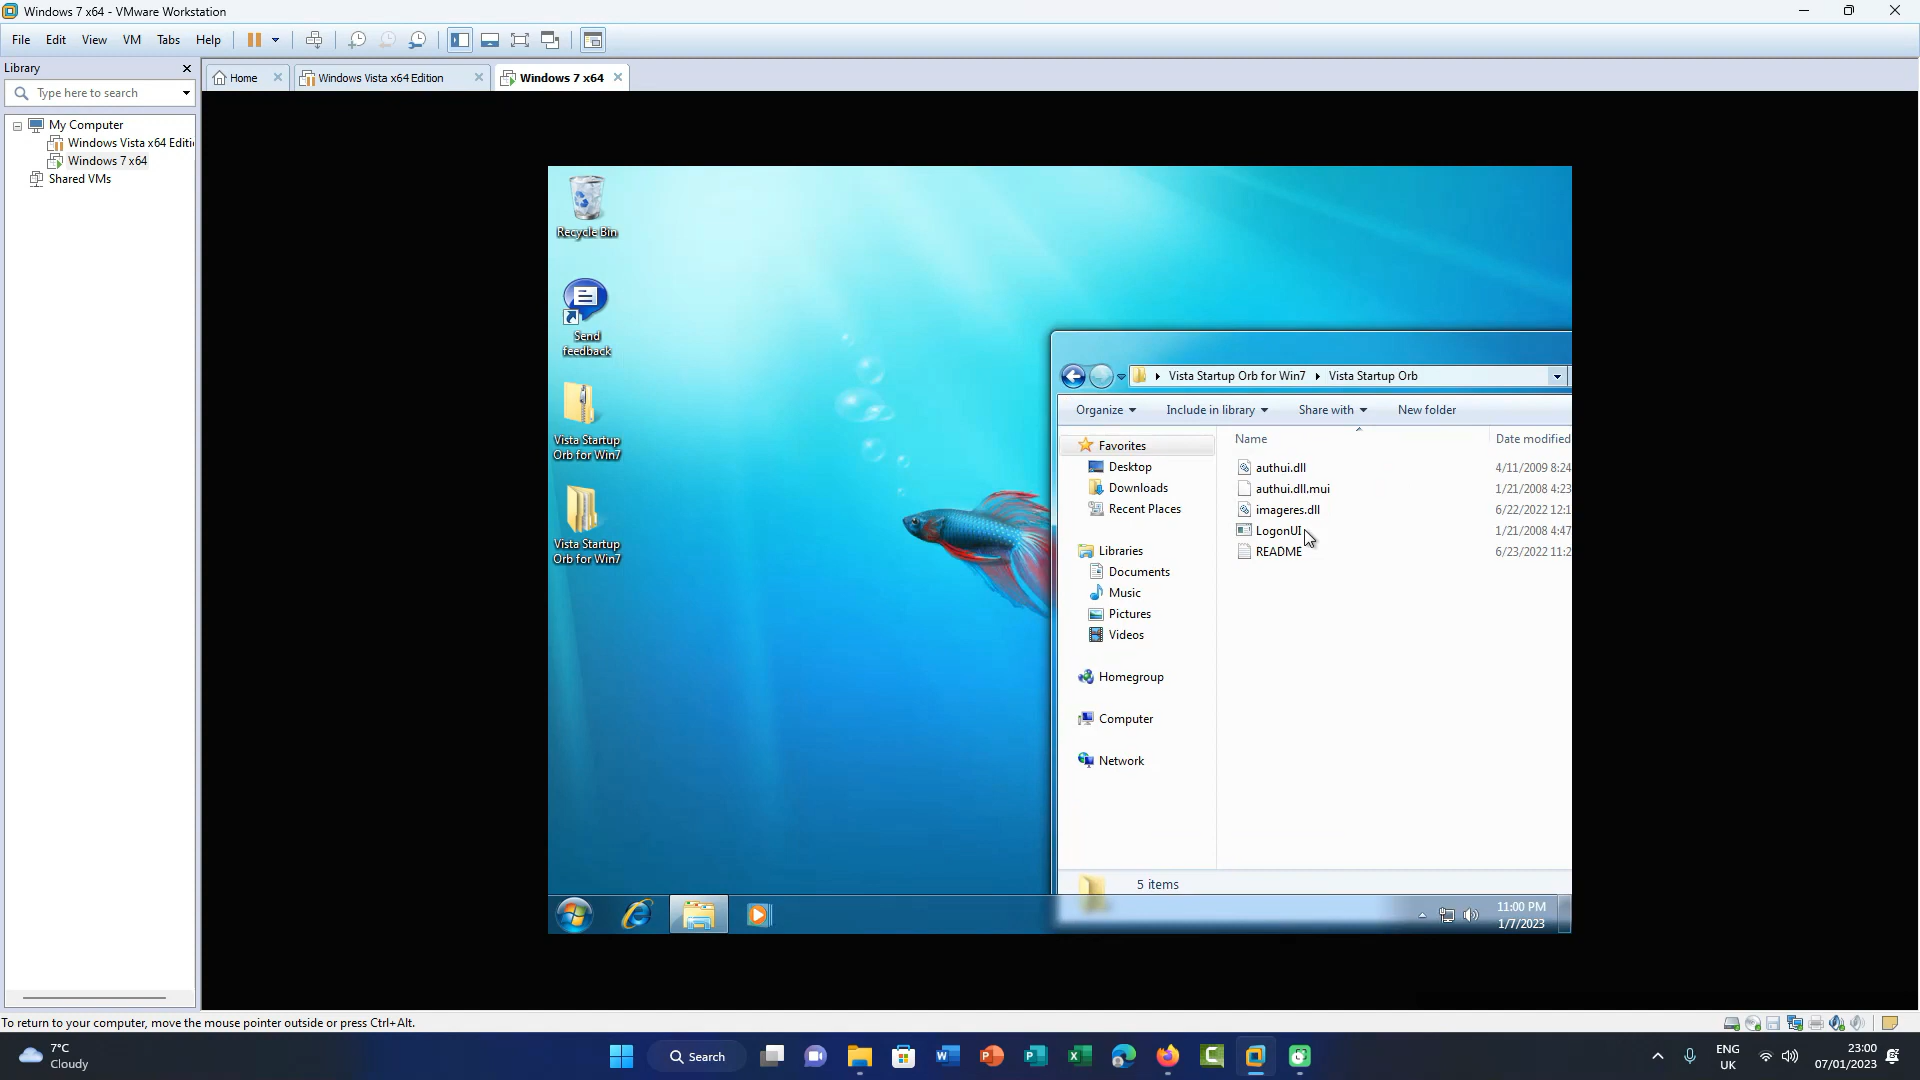 Windows 7 x64 - VMware Workstation
File Edit View VM Tabs Help
Library
Home Windows Vista x64 Edition Windows 7 x64
Type here to search
My Computer
Windows Vista x64 Editi
Windows 7 x64
Shared VMs
Recycle Bin
Send
feedback
Vista Startup
Orb for Win7
Vista Startup
Orb for Win7
Vista Startup Orb for Win7 Vista Startup Orb
Organize Include in library Share with New folder
Name Date modified
Favorites
Desktop
Downloads
Recent Places
Libraries
Documents
Music
Pictures
Videos
Homegroup
Computer
Network
authui.dll 4/11/2009 8:24
authui.dll.mui 1/21/2008 4:23
imageres.dll 6/22/2022 12:1
LogonUI 1/21/2008 4:47
README 6/23/2022 11:2
5 items
11:00 PM
1/7/2023
To return to your computer, move the mouse pointer outside or press Ctrl+Alt.
7°C
Cloudy
Search
ENG
UK
23:00
07/01/2023